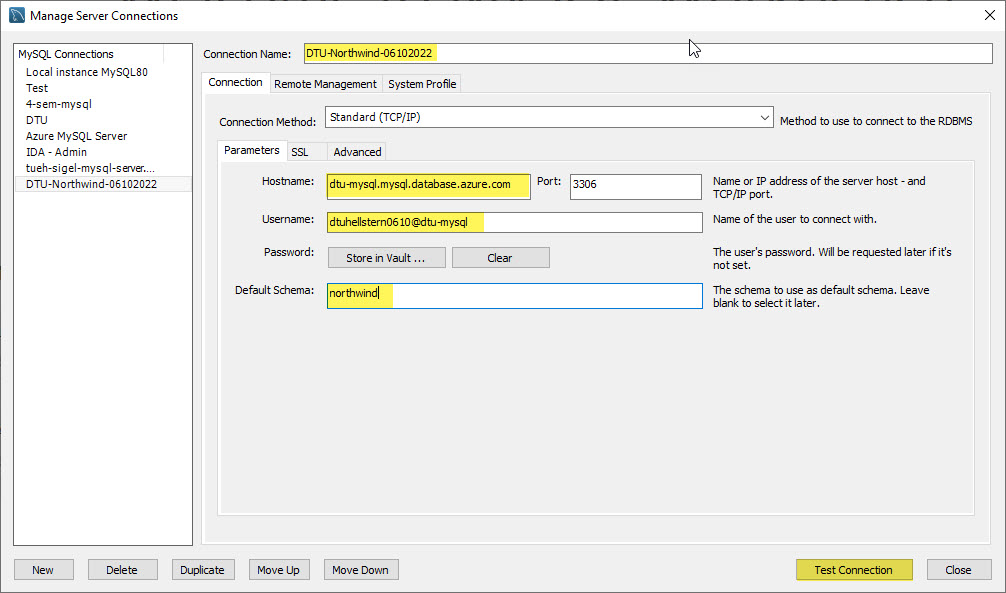 Manage Server Connections
MySQL Connections
Local instance MySQL80
Test
4-sem-mysql
DTU
Azure MySQL Server
IDA - Admin
tueh-sigel-mysql-server....
DTU-Northwind-06102022
Connection Name: DTU-Northwind-06102022
Connection Remote Management System Profile
Connection Method: Standard (TCP/IP) Method to use to connect to the RDBMS
Parameters SSL Advanced
Hostname: dtu-mysql.mysql.database.azure.com Port: 3306 Name or IP address of the server host - and
TCP/IP port.
Username: dtuhellstern0610@dtu-mysql Name of the user to connect with.
Password: Store in Vault ... Clear The user's password. Will be requested later if it's
not set.
Default Schema: northwind The schema to use as default schema. Leave
blank to select it later.
New Delete Duplicate Move Up Move Down Test Connection Close